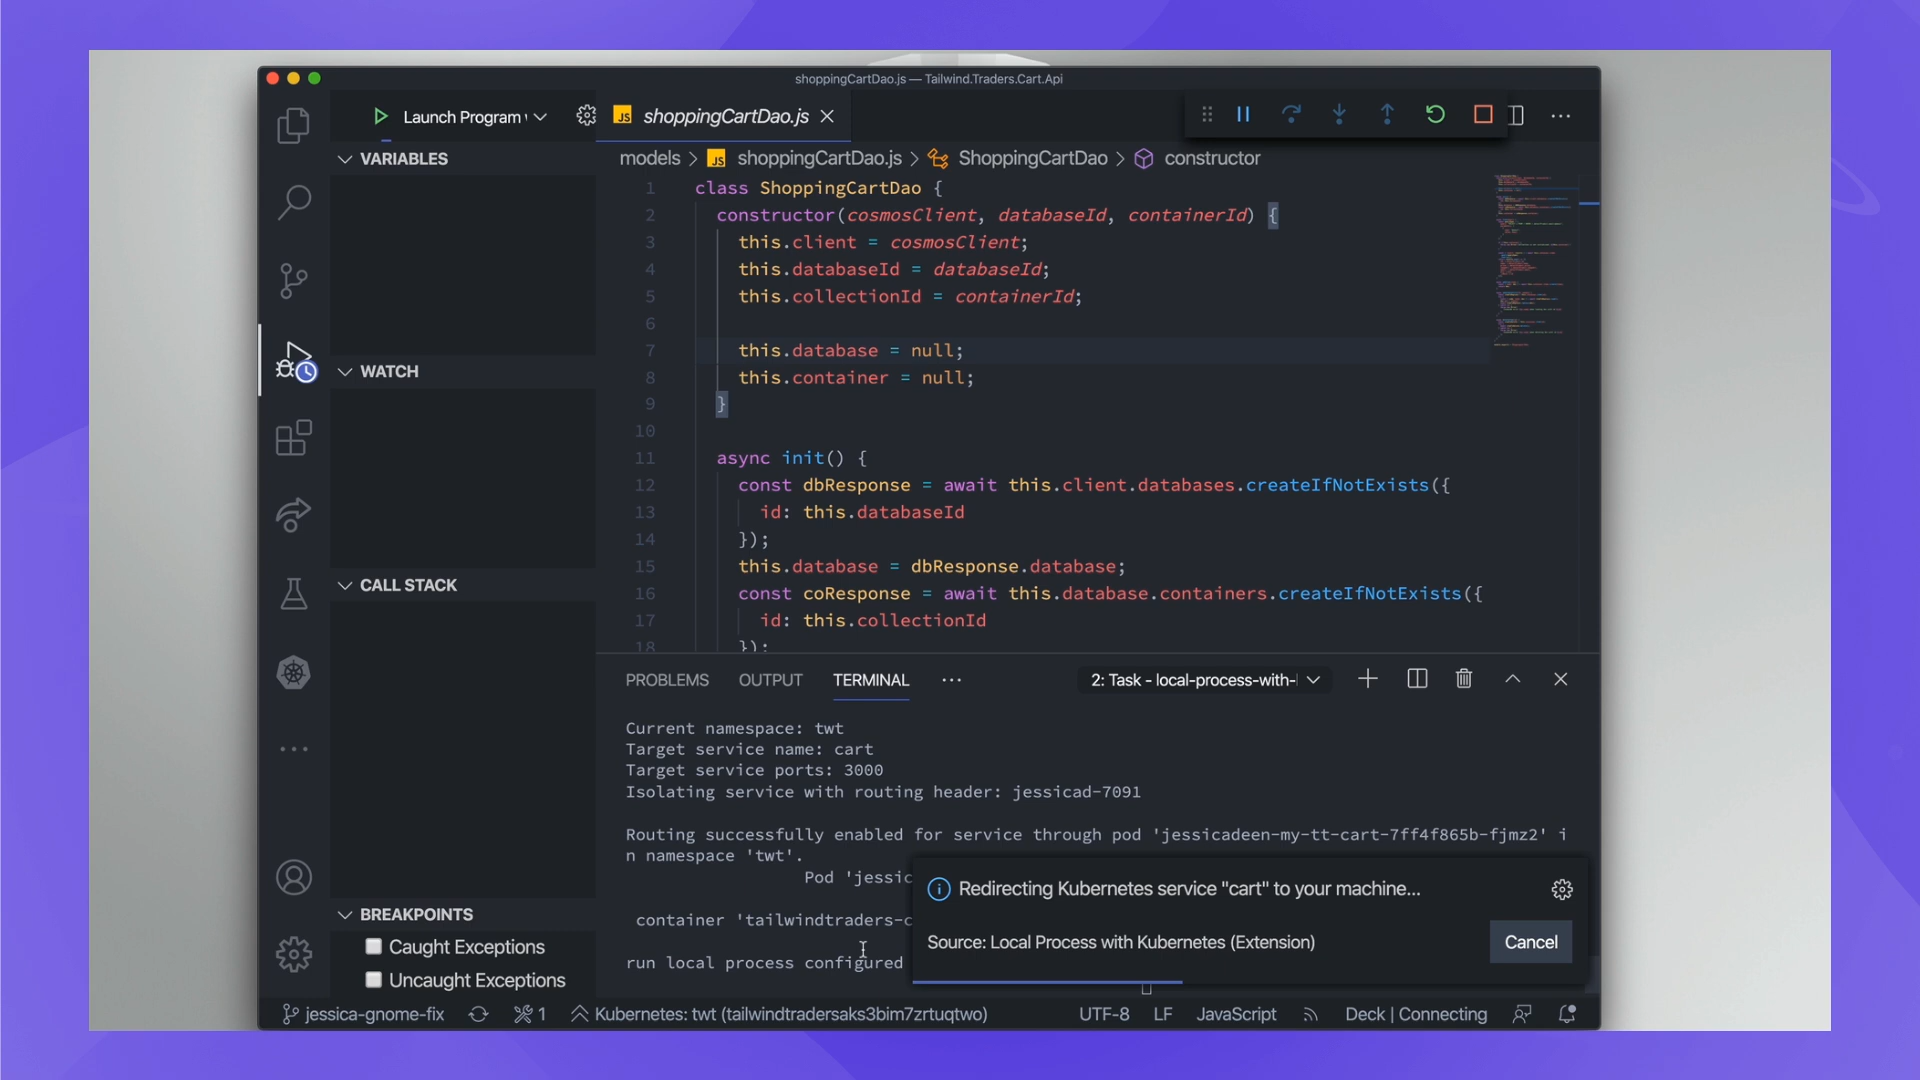 shoppingCartDao.js — Tailwind.Traders.Cart.Api
Launch Program
JS shoppingCartDao.js
VARIABLES
models > JS shoppingCartDao.js > ShoppingCartDao > constructor
1 class ShoppingCartDao {
2 constructor(cosmosClient, databaseId, containerId) {
3 this.client = cosmosClient;
4 this.databaseId = databaseId;
5 this.collectionId = containerId;
6
7 this.database = null;
8 this.container = null;
9 }
10
11 async init() {
12 const dbResponse = await this.client.databases.createIfNotExists({
13 id: this.databaseId
14 });
15 this.database = dbResponse.database;
16 const coResponse = await this.database.containers.createIfNotExists({
17 id: this.collectionId
18 });
WATCH
CALL STACK
BREAKPOINTS
Caught Exceptions
Uncaught Exceptions
PROBLEMS OUTPUT TERMINAL ...
2: Task - local-process-with-
Current namespace: twt
Target service name: cart
Target service ports: 3000
Isolating service with routing header: jessicad-7091
Routing successfully enabled for service through pod 'jessicadeen-my-tt-cart-7ff4f865b-fjmz2' i
n namespace 'twt'.
Pod 'jessic
container 'tailwindtraders-c
run local process configured
Redirecting Kubernetes service "cart" to your machine...
Source: Local Process with Kubernetes (Extension)
Cancel
jessica-gnome-fix 1 Kubernetes: twt (tailwindtradersaks3bim7zrtuqtwo) UTF-8 LF JavaScript Deck | Connecting